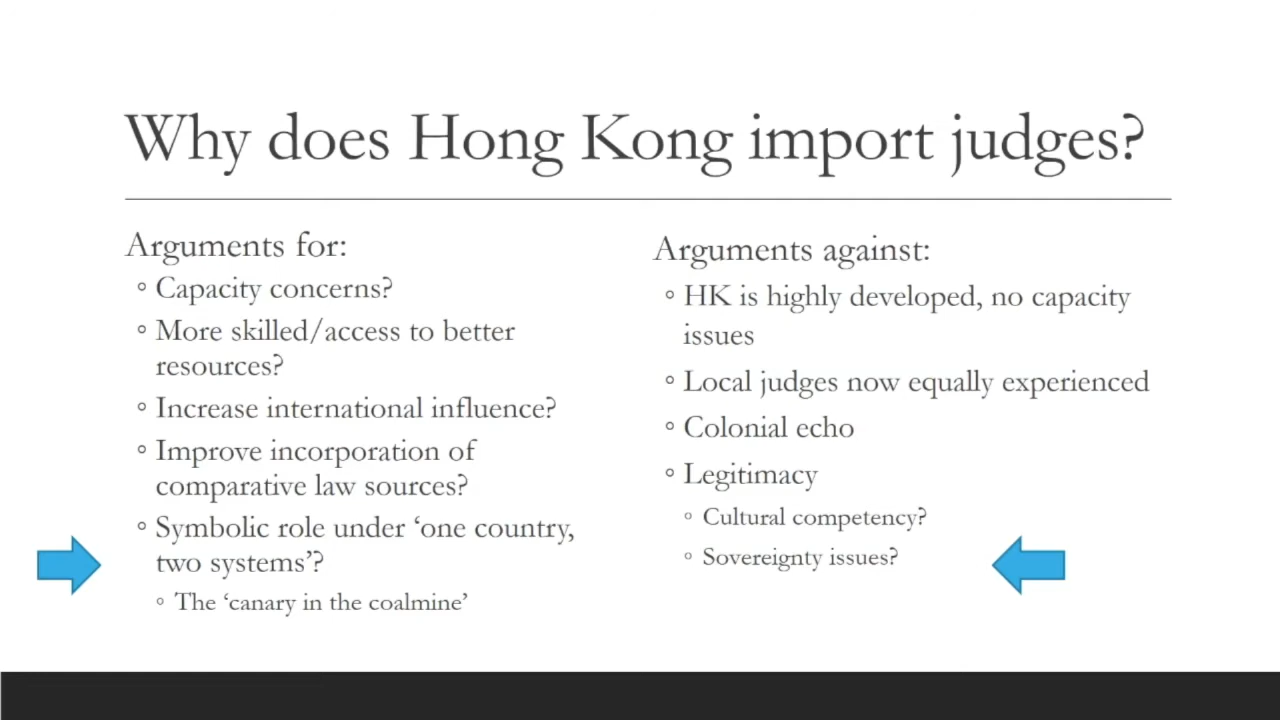 Why does Hong Kong import judges?
Arguments for:
◦ Capacity concerns?
◦ More skilled/access to better
resources?
◦ Increase international influence?
◦ Improve incorporation of
comparative law sources?
◦ Symbolic role under ‘one country,
two systems’?
◦ The ‘canary in the coalmine’
Arguments against:
◦ HK is highly developed, no capacity
issues
◦ Local judges now equally experienced
◦ Colonial echo
◦ Legitimacy
◦ Cultural competency?
◦ Sovereignty issues?